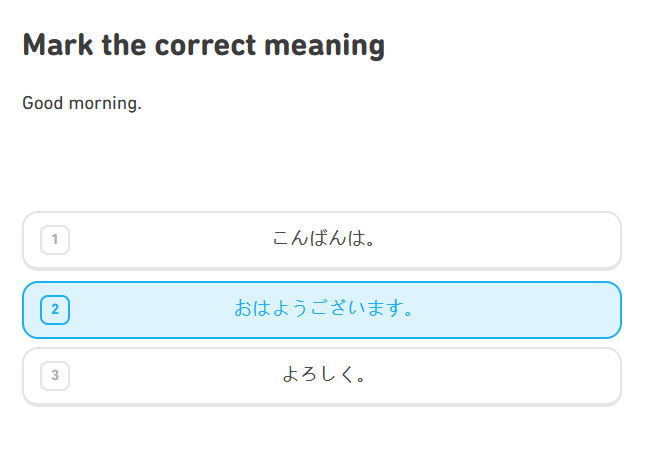 Mark the correct meaning
Good morning.
1 こんばんは。
2 おはようございます。
3 よろしく。